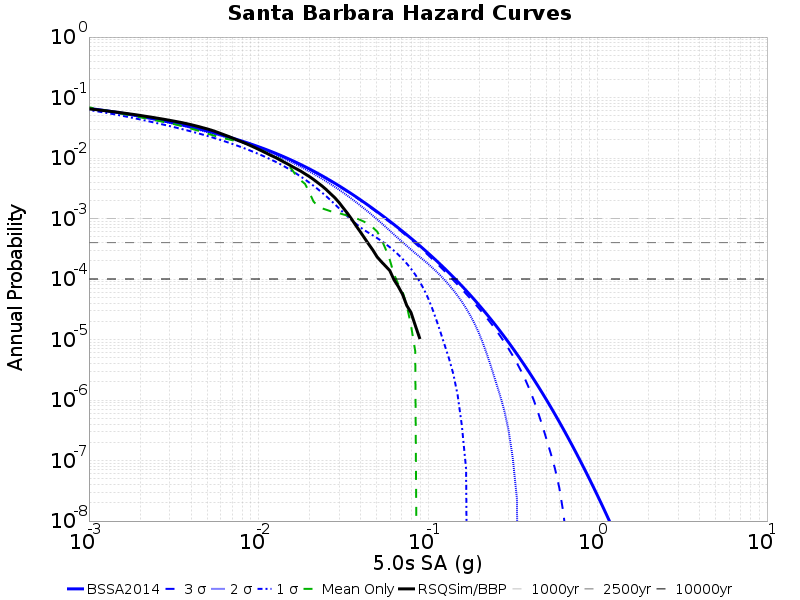 Santa Barbara Hazard Curves
10^0
10^-1
10^-2
10^-3
10^-4
10^-5
10^-6
10^-7
10^-8
Annual Probability
10^-3 10^-2 10^-1 10^0 10^1
5.0s SA (g)
BSSA2014 3 σ 2 σ 1 σ Mean Only RSQSim/BBP 1000yr 2500yr 10000yr